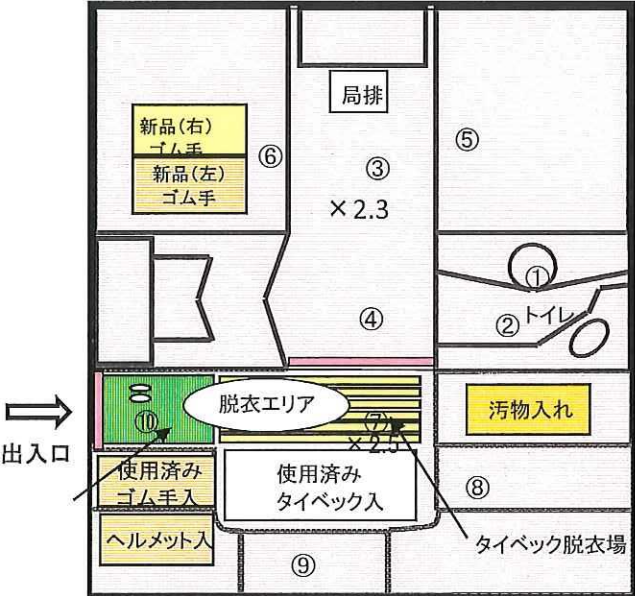 局排
新品(右)
ゴム手
新品(左)
ゴム手
⑥
③
×2.3
⑤
①
②
トイレ
④
出入口
⑩
脱衣エリア
⑦
×2.5
汚物入れ
使用済み
ゴム手入
使用済み
タイベック入
⑧
ヘルメット入
⑨
タイベック脱衣場